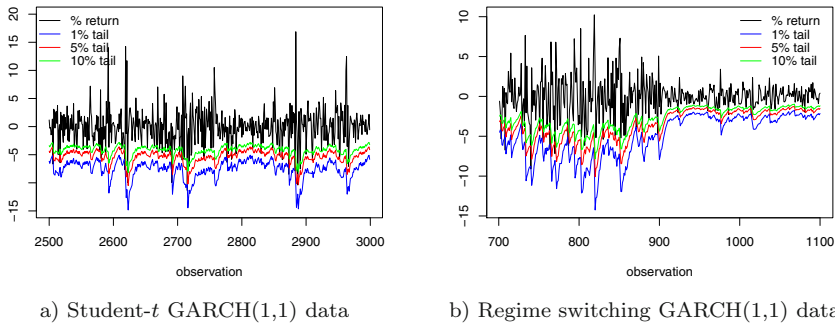 20
15
10
5
0
−5
−15
% return
1% tail
5% tail
10% tail
2500 2600 2700 2800 2900 3000
observation
a) Student-t GARCH(1,1) data
10
5
0
−5
−10
−15
% return
1% tail
5% tail
10% tail
700 800 900 1000 1100
observation
b) Regime switching GARCH(1,1) data